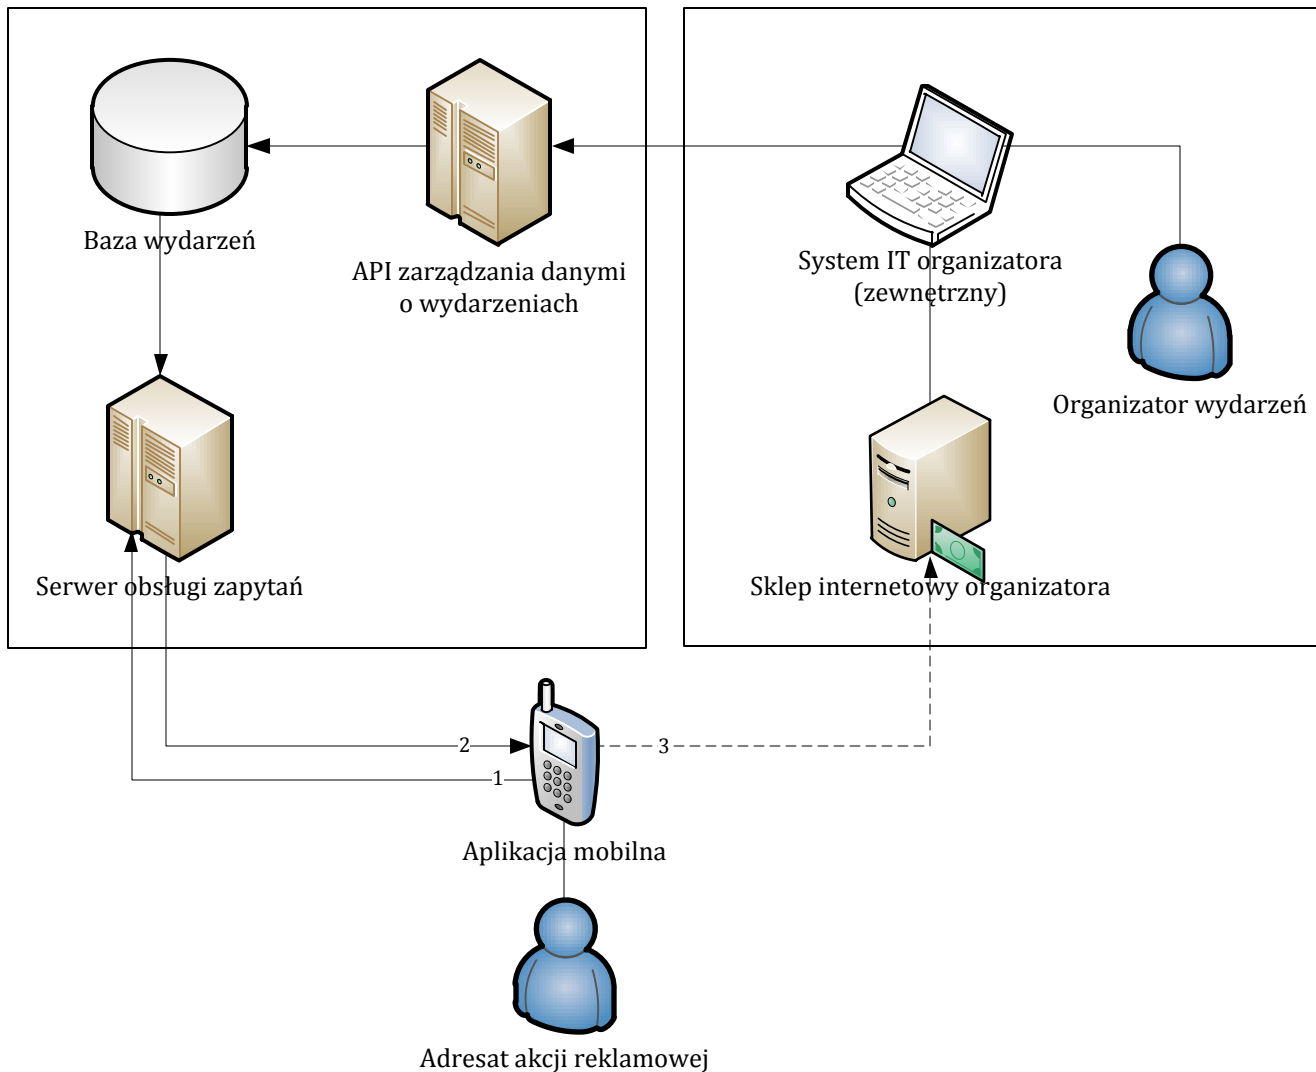 Baza wydarzeń
API zarządzania danymi
o wydarzeniach
System IT organizatora
(zewnętrzny)
Organizator wydarzeń
Serwer obsługi zapytań
Sklep internetowy organizatora
2
3
1
Aplikacja mobilna
Adresat akcji reklamowej